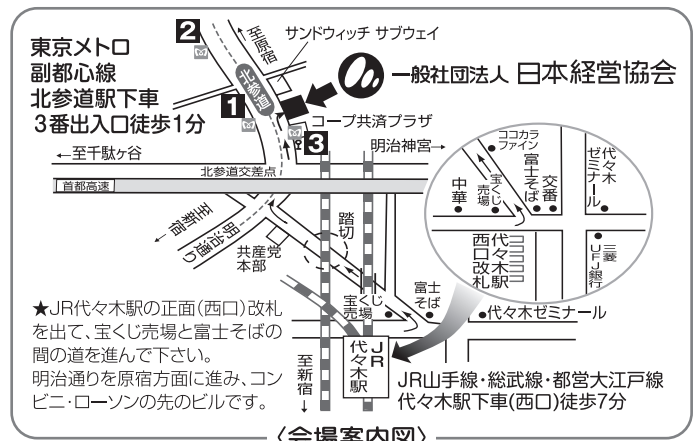 東京メトロ
副都心線
北参道駅下車
3番出入口徒歩1分
2
至原宿
サンドウィッチ サブウェイ
北参道
1
一般社団法人 日本経営協会
コープ共済プラザ
3
明治神宮→
←至千駄ヶ谷
北参道交差点
首都高速
至新宿
明治通り
共産党
本部
踏切
宝くじ
売場
富士
そば
代々木ゼミナール
JR
代々木駅
至新宿
↓
ココカラ
ファイン
中華
宝くじ
売場
富士そば
交番
代々木
ゼミナール
代々木駅
西口改札
三菱
UFJ銀行
★JR代々木駅の正面(西口)改札
を出て、宝くじ売場と富士そばの
間の道を進んで下さい。
明治通りを原宿方面に進み、コン
ビニ・ローソンの先のビルです。
JR山手線・総武線・都営大江戸線
代々木駅下車(西口)徒歩7分
〈会場案内図〉